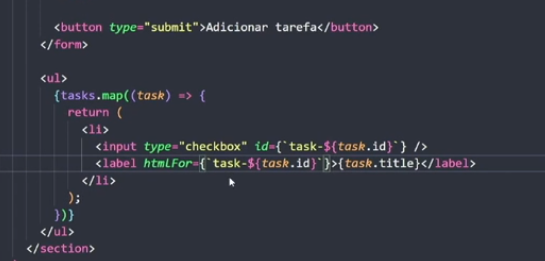 <button type="submit">Adicionar tarefa</button>
</form>
<ul>
{tasks.map((task) => {
return (
<li>
<input type="checkbox" id={`task-${task.id}`} />
<label htmlFor={`task-${task.id}`}>{task.title}</label>
</li>
);
})}
</ul>
</section>